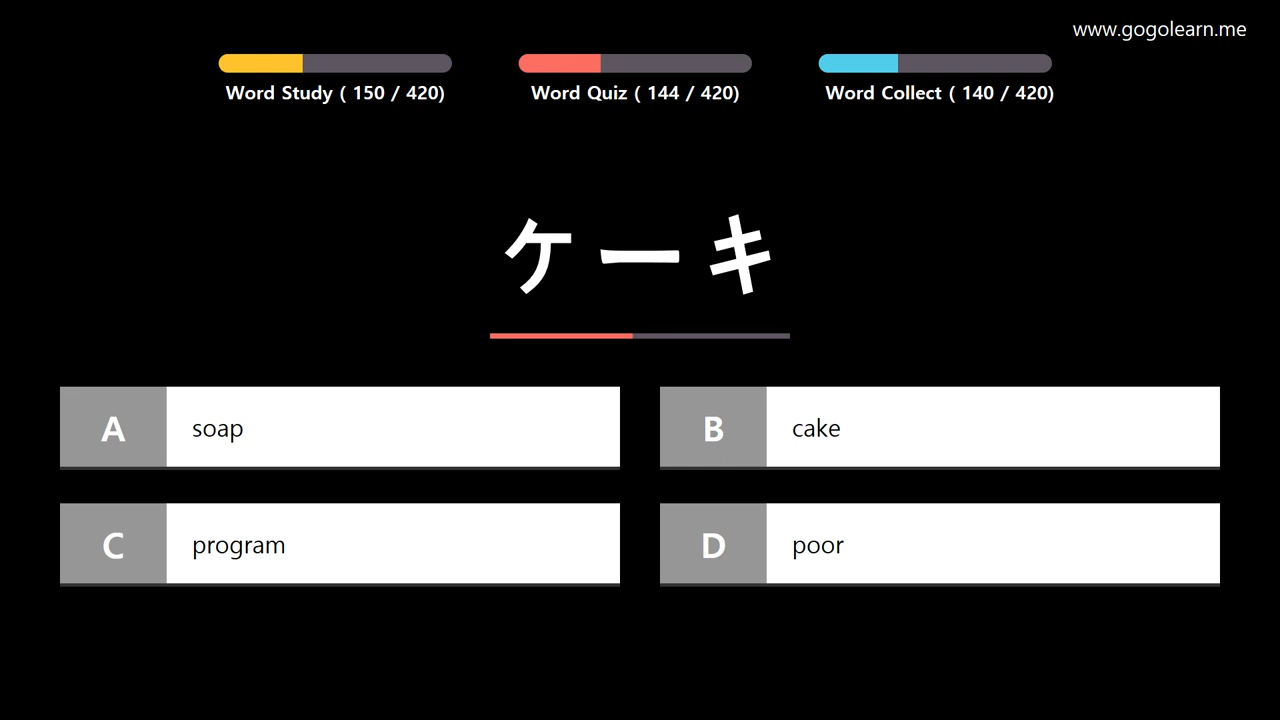 www.gogolearn.me
Word Study ( 150 / 420)
Word Quiz ( 144 / 420)
Word Collect ( 140 / 420)
ケーキ
A soap
B cake
C program
D poor